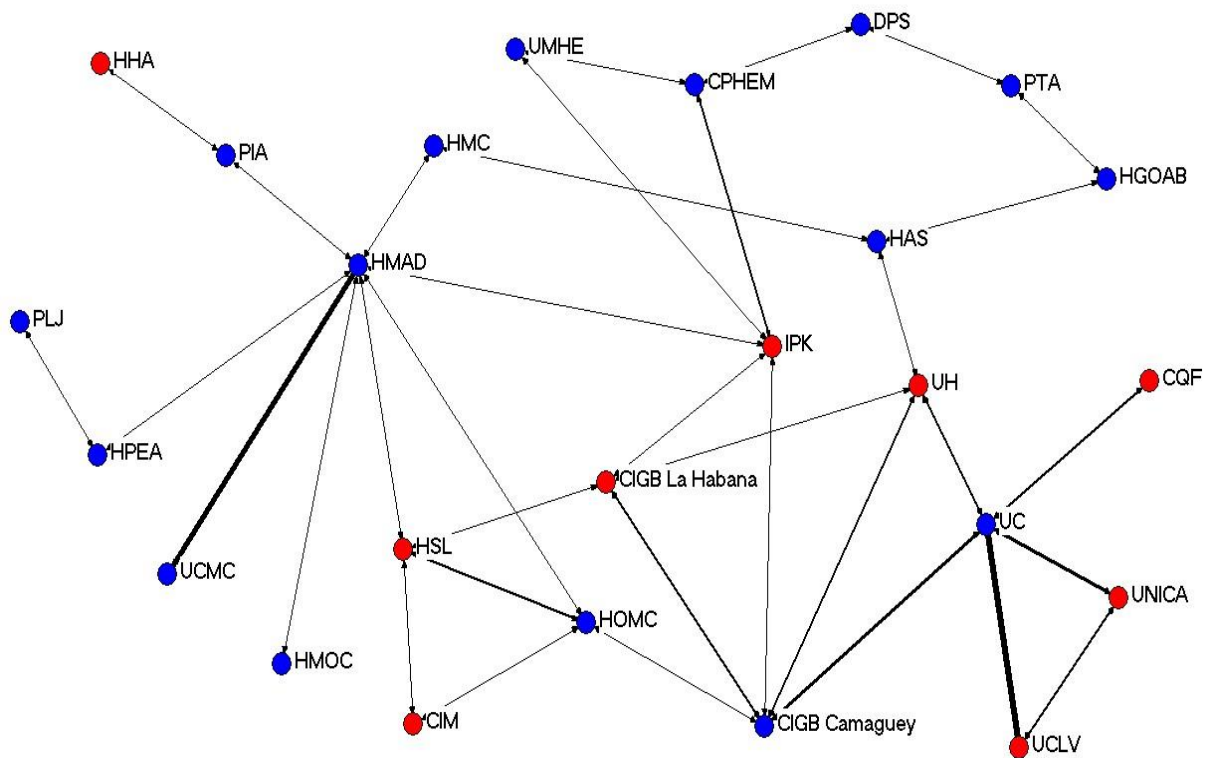 DPS
UMHE
HHA
CPHEM
PTA
HMC
PIA
HGOAB
HAS
HMAD
PLJ
IPK
UH
CQF
HPEA
CIGB La Habana
UC
HSL
UCMC
UNICA
HOMC
HMOC
CIM
CIGB Camaguey
UCLV